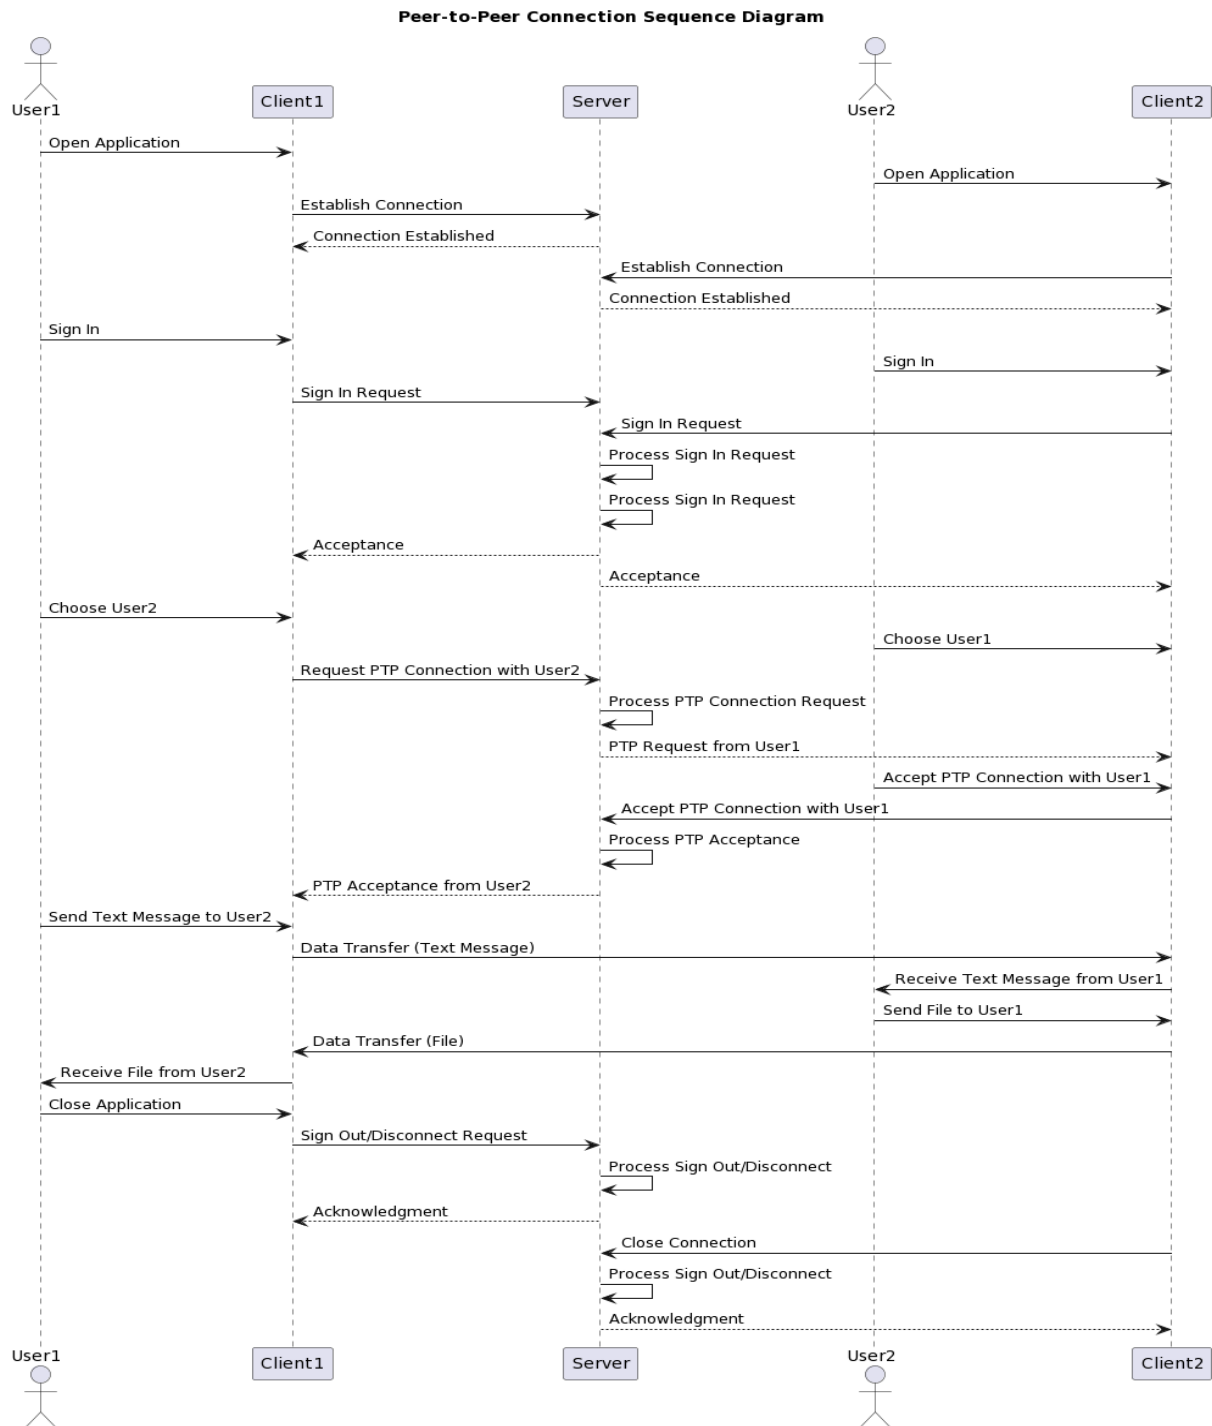 Peer-to-Peer Connection Sequence Diagram
User1
Client1
Server
User2
Client2
Open Application
Open Application
Establish Connection
Connection Established
Establish Connection
Connection Established
Sign In
Sign In
Sign In Request
Sign In Request
Process Sign In Request
Process Sign In Request
Acceptance
Acceptance
Choose User2
Choose User1
Request PTP Connection with User2
Process PTP Connection Request
PTP Request from User1
Accept PTP Connection with User1
Accept PTP Connection with User1
Process PTP Acceptance
PTP Acceptance from User2
Send Text Message to User2
Data Transfer (Text Message)
Receive Text Message from User1
Send File to User1
Data Transfer (File)
Receive File from User2
Close Application
Sign Out/Disconnect Request
Process Sign Out/Disconnect
Acknowledgment
Close Connection
Process Sign Out/Disconnect
Acknowledgment
User1
Client1
Server
User2
Client2